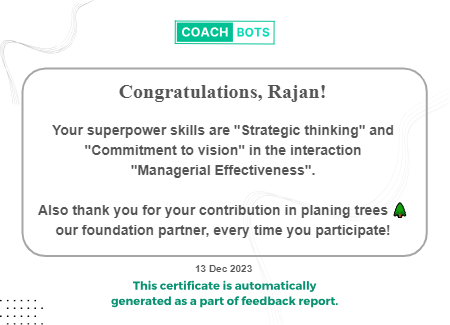 COACH BOTS
Congratulations, Rajan!
Your superpower skills are "Strategic thinking" and
"Commitment to vision" in the interaction
"Managerial Effectiveness".
Also thank you for your contribution in planing trees
our foundation partner, every time you participate!
13 Dec 2023
This certificate is automatically
generated as a part of feedback report.